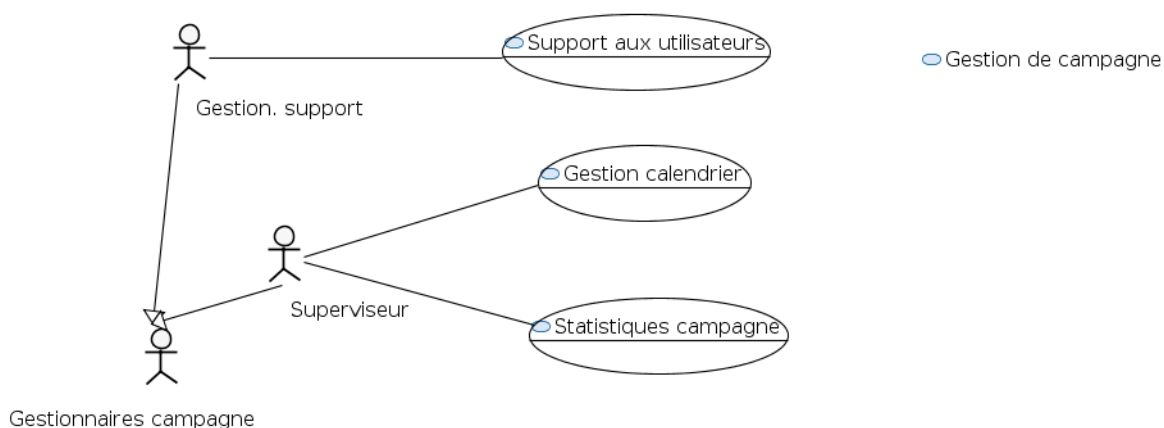 Support aux utilisateurs
Gestion de campagne
Gestion. support
Gestion calendrier
Superviseur
Statistiques campagne
Gestionnaires campagne